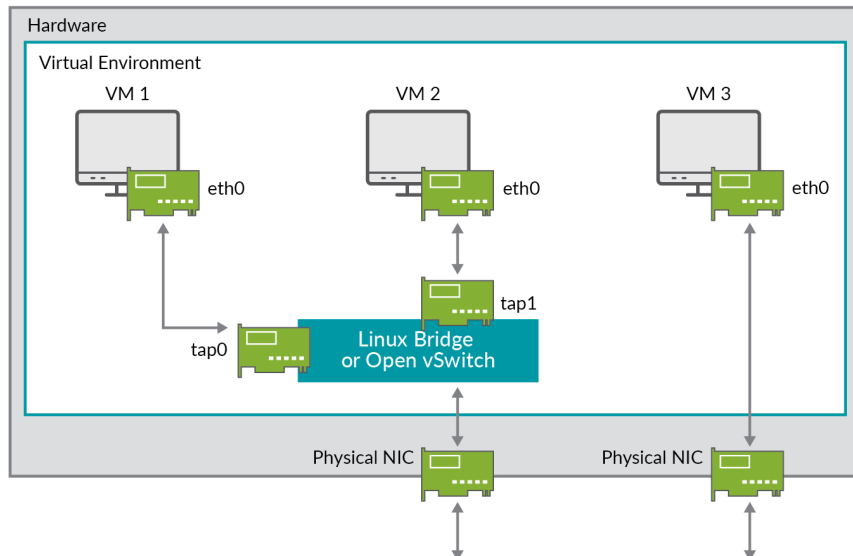 Hardware
Virtual Environment
VM 1
VM 2
VM 3
eth0
eth0
eth0
tap1
tap0
Linux Bridge
or Open vSwitch
Physical NIC
Physical NIC